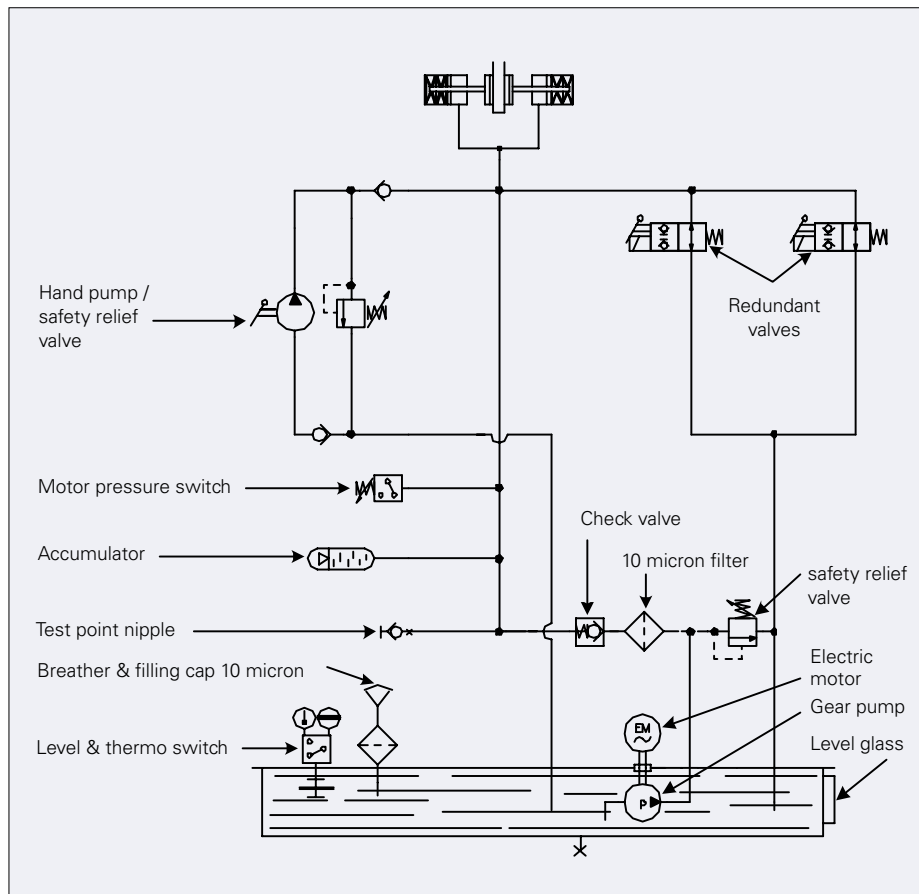 Hand pump /
safety relief
valve
Redundant
valves
Motor pressure switch
Check valve
Accumulator
10 micron filter
safety relief
valve
Test point nipple
Breather & filling cap 10 micron
Electric
motor
Gear pump
Level & thermo switch
Level glass
EM
P